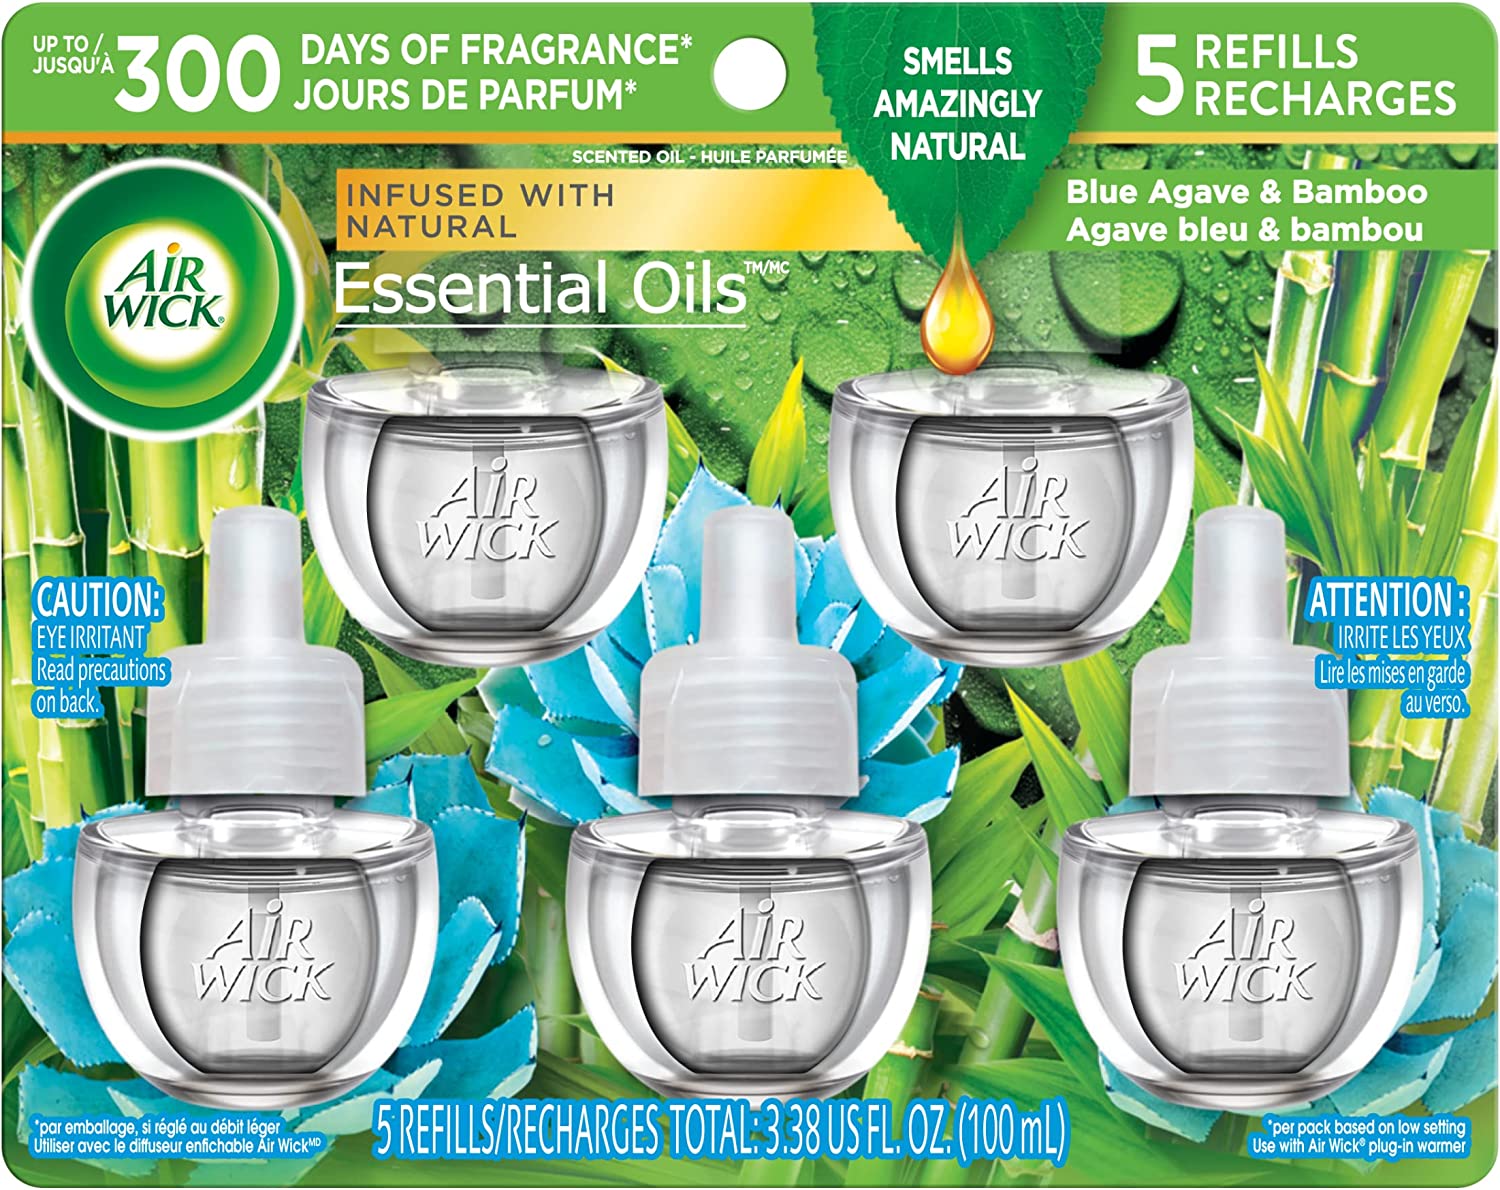 UP TO /
JUSQU'À
300
DAYS OF FRAGRANCE*
JOURS DE PARFUM*
SMELLS
AMAZINGLY
NATURAL
5
REFILLS
RECHARGES
SCENTED OIL - HUILE PARFUMÉE
INFUSED WITH
NATURAL
Essential Oils™/MC
Blue Agave & Bamboo
Agave bleu & bambou
AiR
WICK®
AiR
WICK
AiR
WICK
CAUTION:
EYE IRRITANT
Read precautions
on back.
ATTENTION :
IRRITE LES YEUX
Lire les mises en garde
au verso.
AiR
WICK
AiR
WICK
AiR
WICK
*par emballage, si réglé au débit léger
Utiliser avec le diffuseur enfichable Air WickMD
5 REFILLS/RECHARGES TOTAL: 3.38 US FL. OZ. (100 mL)
*per pack based on low setting
Use with Air Wick® plug-in warmer